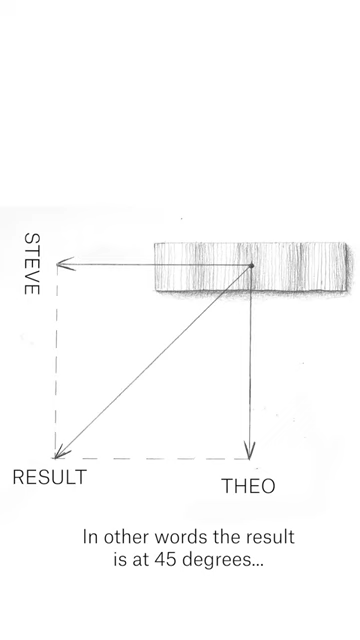 STEVE
RESULT
THEO
In other words the result
is at 45 degrees...